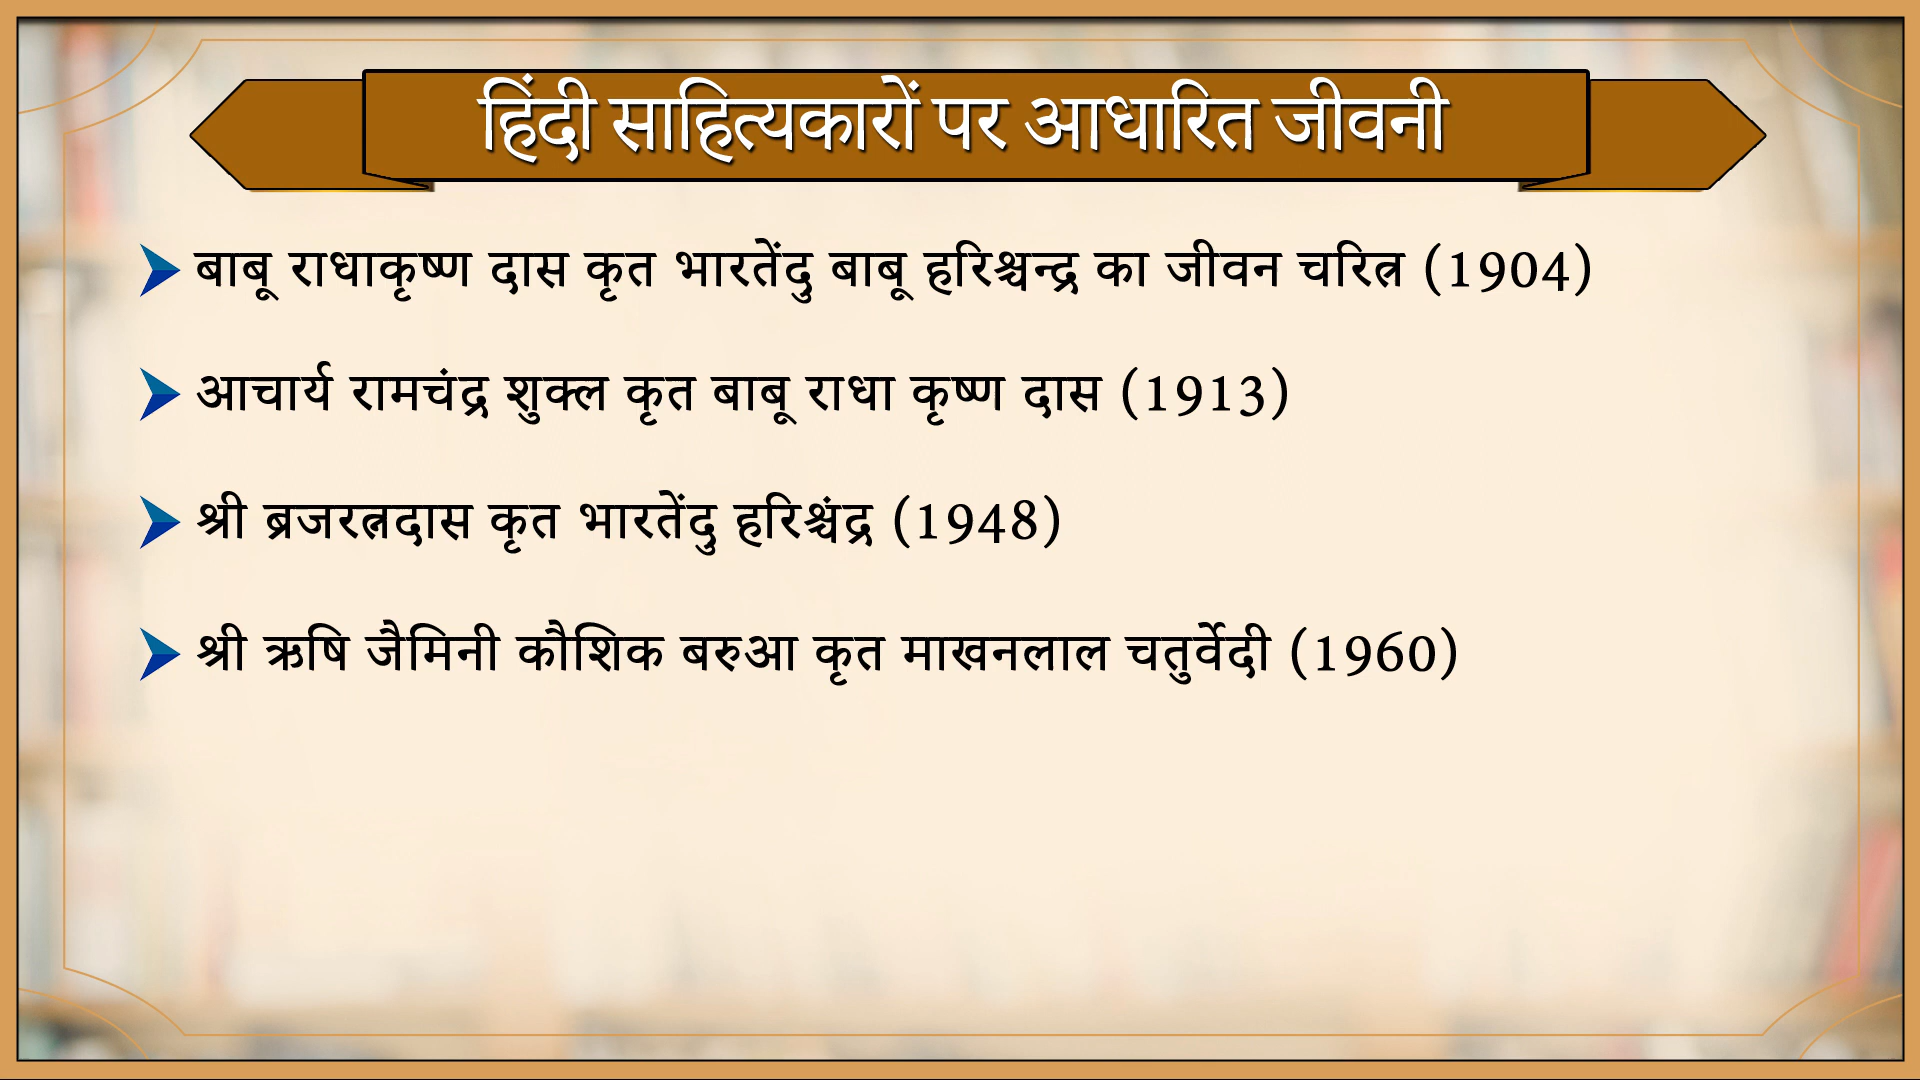 हिंदी साहित्यकारों पर आधारित जीवनी
बाबू राधाकृष्ण दास कृत भारतेंदु बाबू हरिश्चन्द्र का जीवन चरित्र (1904)
आचार्य रामचंद्र शुक्ल कृत बाबू राधा कृष्ण दास (1913)
श्री ब्रजरत्नदास कृत भारतेंदु हरिश्चंद्र (1948)
श्री ऋषि जैमिनी कौशिक बरुआ कृत माखनलाल चतुर्वेदी (1960)